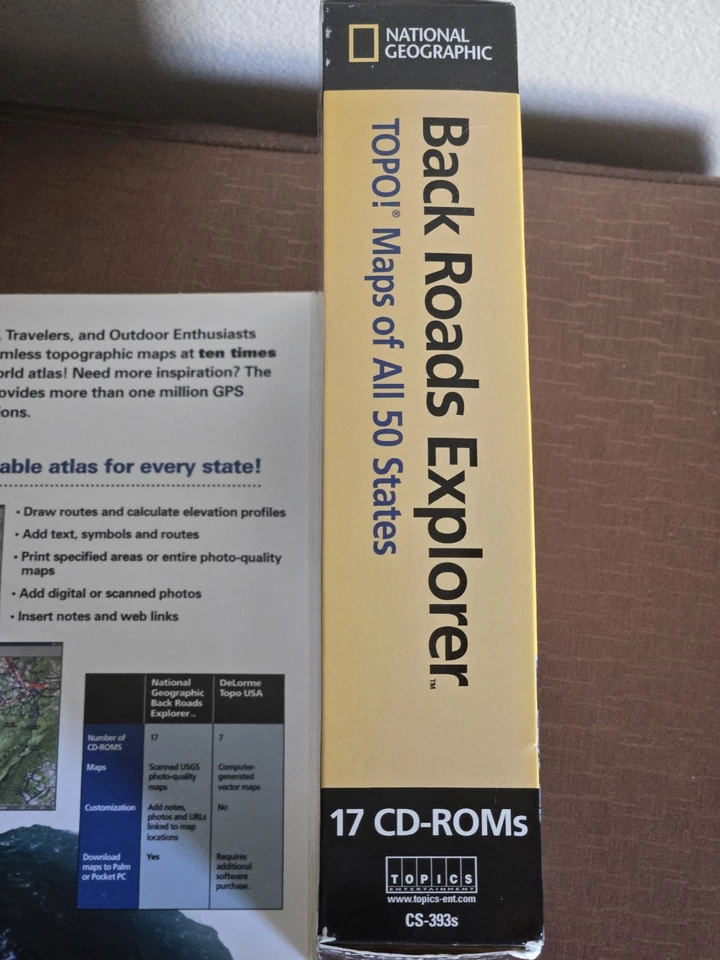 NATIONAL
GEOGRAPHIC
Back Roads Explorer™
TOPO!® Maps of All 50 States
17 CD-ROMs
TOPICS
ENTERTAINMENT
www.topics-ent.com
CS-393s
Travelers, and Outdoor Enthusiasts
topographic maps at ten times
atlas! Need more inspiration? The
more than one million GPS
atlas for every state!
• Draw routes and calculate elevation profiles
• Add text, symbols and routes
• Print specified areas or entire photo-quality
maps
• Add digital or scanned photos
• Insert notes and web links
National
Geographic
Back Roads
Explorer™
DeLorme
Topo USA
Number of
CD-ROMS
17
7
Maps
Scanned USGS
photo-quality
maps
Computer-
generated
vector maps
Customization
Add notes,
photos and URLs
linked to map
locations
No
Download
maps to Palm
or Pocket PC
Yes
Requires
additional
software
purchase.